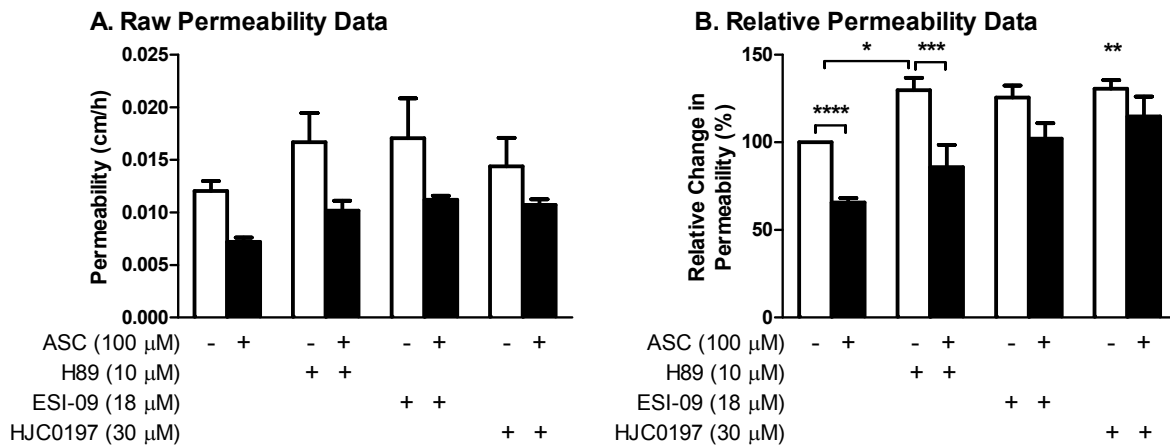 A. Raw Permeability Data
Permeability (cm/h)
0.025
0.020
0.015
0.010
0.005
0.000
ASC (100 μM) - + - + - + - +
H89 (10 μM) + +
ESI-09 (18 μM) + +
HJC0197 (30 μM) + +
B. Relative Permeability Data
Relative Change in
Permeability (%)
150
100
50
0
* *** **
****
ASC (100 μM) - + - + - + - +
H89 (10 μM) + +
ESI-09 (18 μM) + +
HJC0197 (30 μM) + +